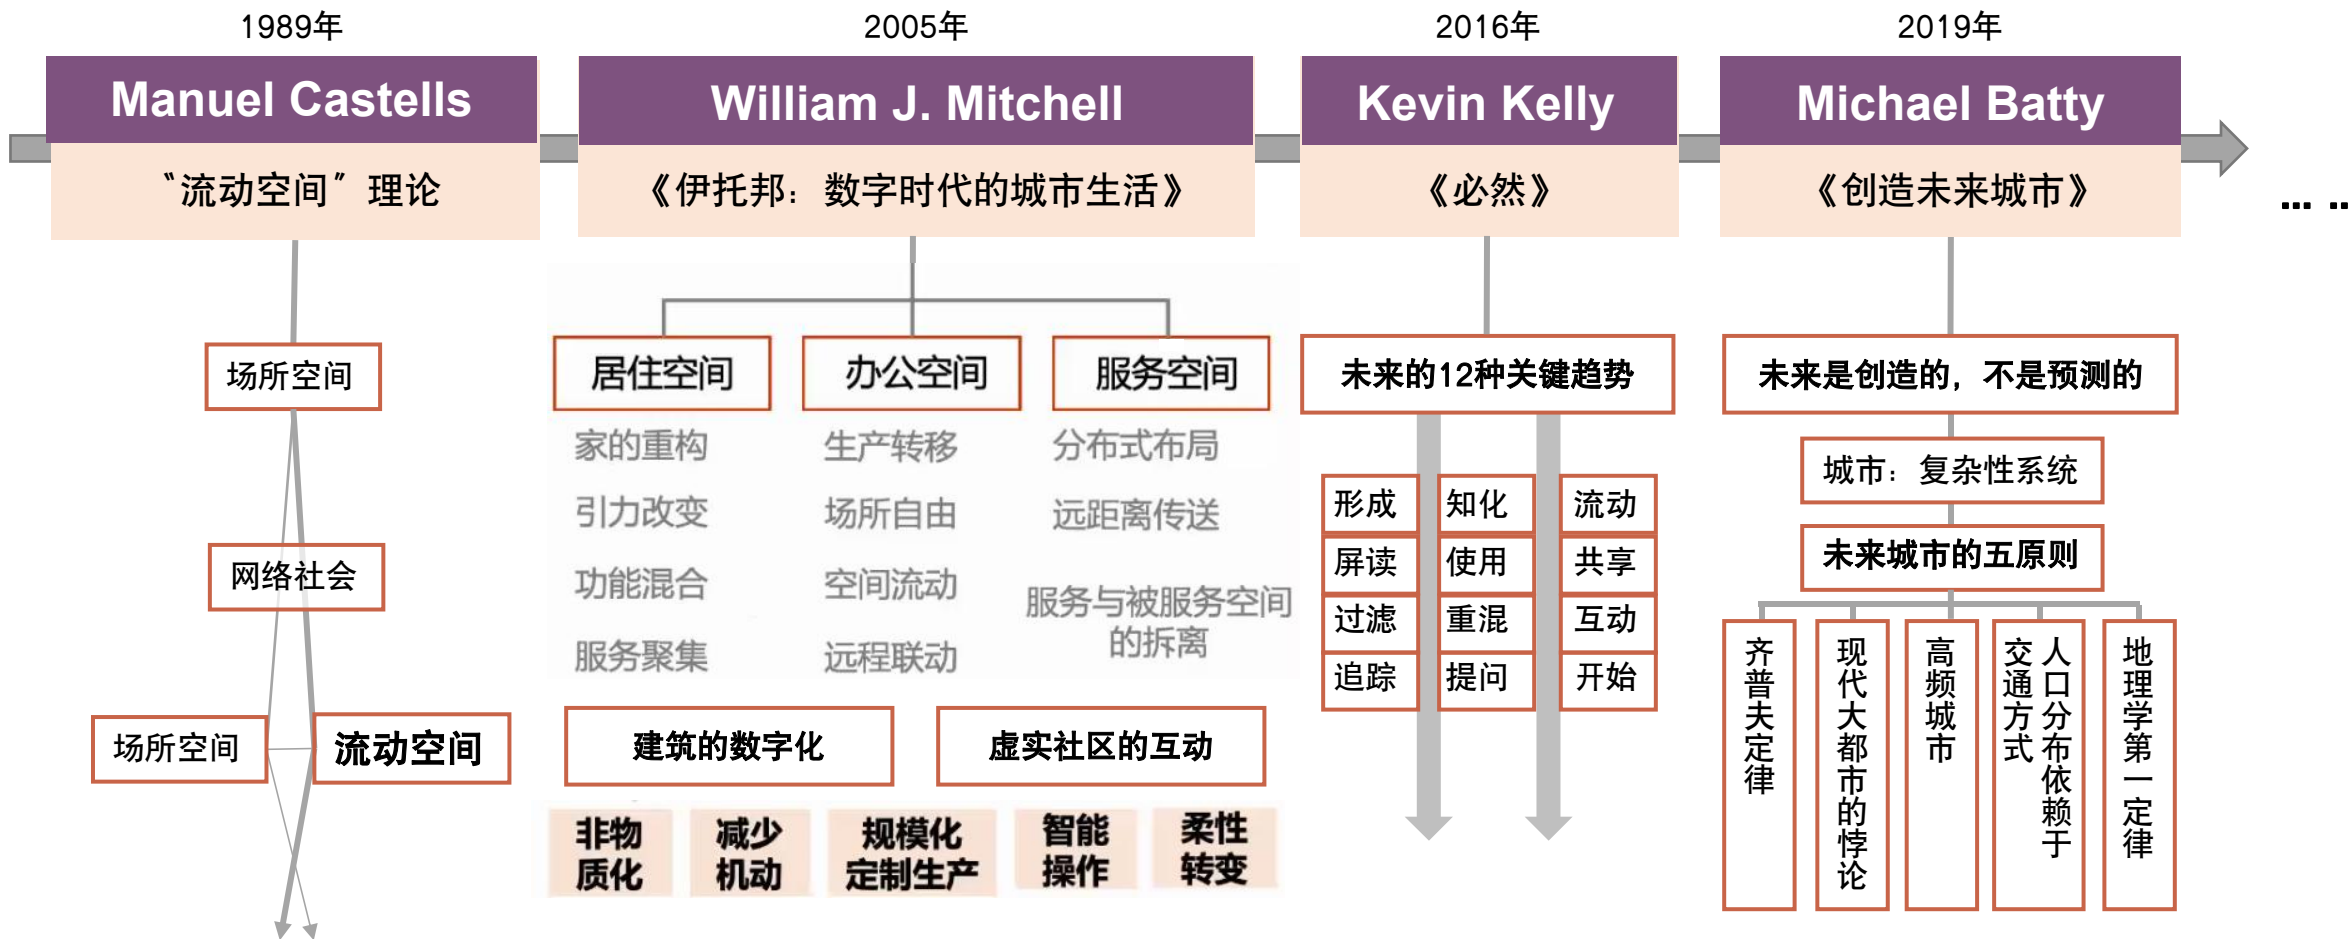 1989年
2005年
2016年
2019年
Manuel Castells
William J. Mitchell
Kevin Kelly
Michael Batty
“流动空间”理论
《伊托邦：数字时代的城市生活》
《必然》
《创造未来城市》
... ..
场所空间
网络社会
场所空间
流动空间
居住空间
办公空间
服务空间
家的重构
生产转移
分布式布局
引力改变
场所自由
远距离传送
功能混合
空间流动
服务与被服务空间
的拆离
服务聚集
远程联动
建筑的数字化
虚实社区的互动
非物
质化
减少
机动
规模化
定制生产
智能
操作
柔性
转变
未来的12种关键趋势
形成
知化
流动
屏读
使用
共享
过滤
重混
互动
追踪
提问
开始
未来是创造的，不是预测的
城市：复杂性系统
未来城市的五原则
齐普夫定律
现代大都市的悖论
高频城市
人口分布依赖于
交通方式
地理学第一定律